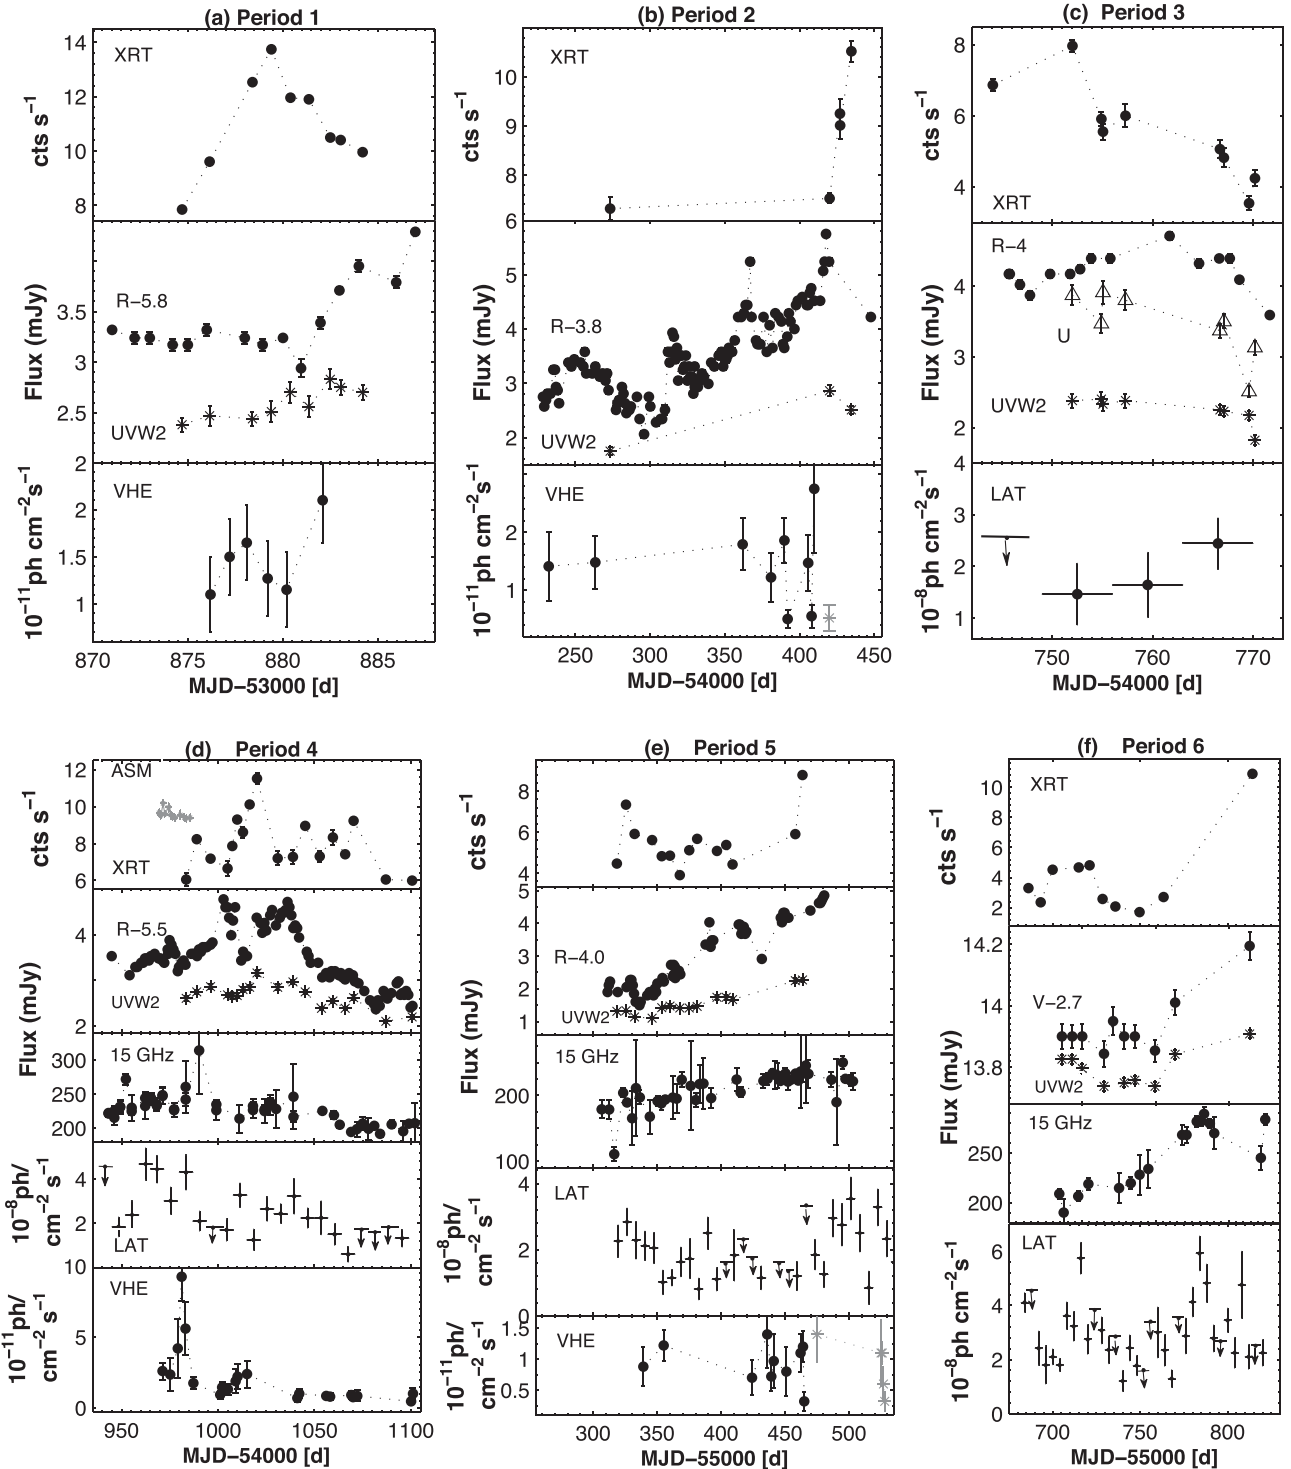 (a) Period 1
XRT
14
12
10
8
cts s⁻¹
R−5.8
UVW2
3.5
3
2.5
2
Flux (mJy)
VHE
2
1.5
1
10⁻¹¹ph cm⁻²s⁻¹
870 875 880 885
MJD−53000 [d]
(b) Period 2
XRT
10
9
8
6
cts s⁻¹
R−3.8
UVW2
6
5
4
3
2
Flux (mJy)
VHE
2
1
10⁻¹¹ph cm⁻²s⁻¹
250 300 350 400 450
MJD−54000 [d]
(c) Period 3
XRT
8
6
4
cts s⁻¹
R−4
U
UVW2
4
3
2
LAT
4
3
2
1
10⁻⁸ph cm⁻²s⁻¹
750 760 770
MJD−54000 [d]
(d) Period 4
ASM
XRT
12
10
8
6
cts s⁻¹
R−5.5
UVW2
4
2
Flux (mJy)
15 GHz
300
250
200
LAT
4
2
10⁻⁸ph/
cm⁻² s⁻¹
VHE
10
5
0
10⁻¹¹ph/
cm⁻² s⁻¹
950 1000 1050 1100
MJD−54000 [d]
(e) Period 5
8
6
4
cts s⁻¹
R−4.0
UVW2
5
4
3
2
1
Flux (mJy)
15 GHz
200
100
LAT
4
2
0
10⁻⁸ph/
cm⁻² s⁻¹
VHE
1.5
1
0.5
10⁻¹¹ph/
cm⁻² s⁻¹
300 350 400 450 500
MJD−55000 [d]
(f) Period 6
XRT
10
8
6
4
2
cts s⁻¹
V−2.7
UVW2
14.2
14
13.8
Flux (mJy)
15 GHz
250
200
LAT
6
4
2
0
10⁻⁸ph cm⁻²s⁻¹
700 750 800
MJD−55000 [d]